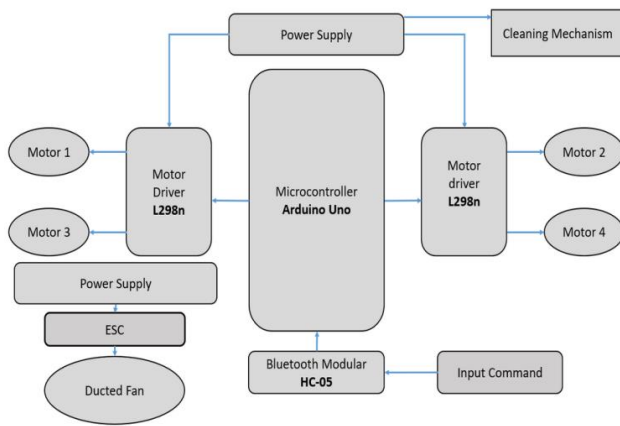 Power Supply
Cleaning Mechanism
Motor 1
Motor 3
Motor
Driver
L298n
Microcontroller
Arduino Uno
Motor
driver
L298n
Motor 2
Motor 4
Power Supply
ESC
Ducted Fan
Bluetooth Modular
HC-05
Input Command